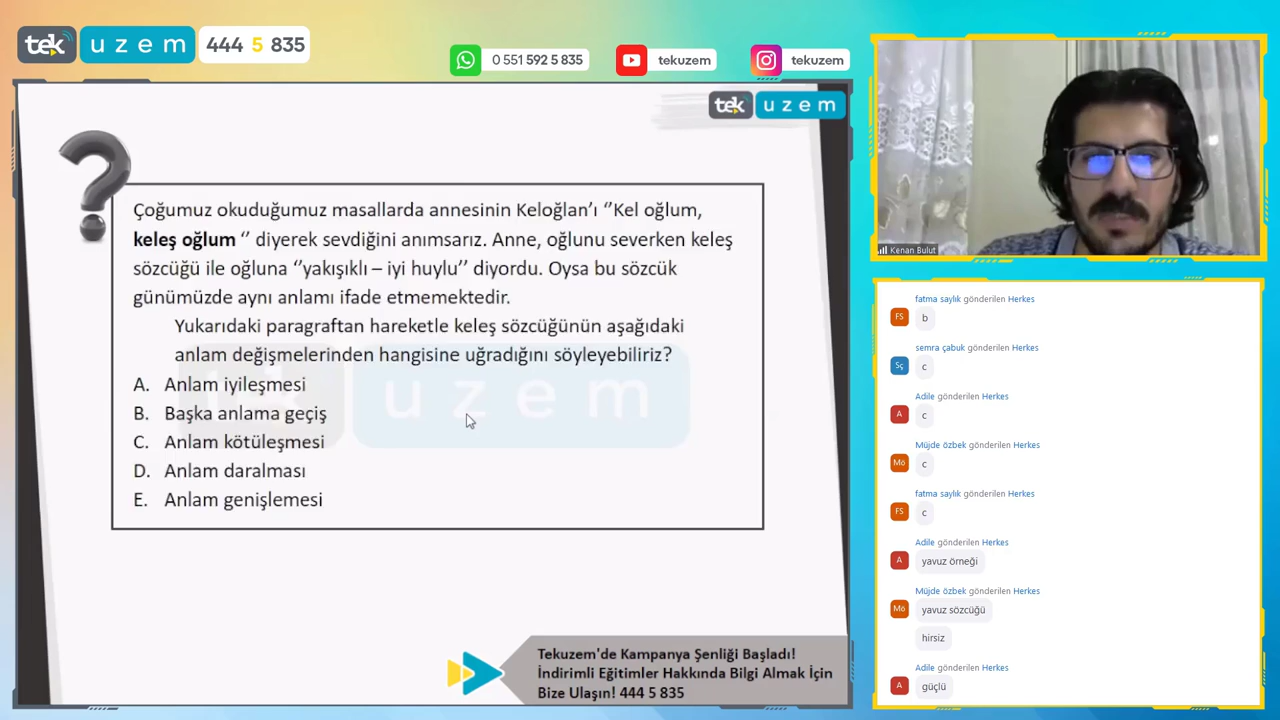 tek uzem 444 5 835
0 551 592 5 835
tekuzem
tekuzem
tek uzem
Çoğumuz okuduğumuz masallarda annesinin Keloğlan’ı ‘’Kel oğlum,
keleş oğlum ‘’ diyerek sevdiğini anımsarız. Anne, oğlunu severken keleş
sözcüğü ile oğluna ‘’yakışıklı – iyi huylu’’ diyordu. Oysa bu sözcük
günümüzde aynı anlamı ifade etmemektedir.
Yukarıdaki paragraftan hareketle keleş sözcüğünün aşağıdaki
anlam değişmelerinden hangisine uğradığını söyleyebiliriz?
A. Anlam iyileşmesi
B. Başka anlama geçiş
C. Anlam kötüleşmesi
D. Anlam daralması
E. Anlam genişlemesi
uzem
Tekuzem'de Kampanya Şenliği Başladı!
İndirimli Eğitimler Hakkında Bilgi Almak İçin
Bize Ulaşın! 444 5 835
Kenan Bulut
fatma saylık gönderilen Herkes
FS b
semra çabuk gönderilen Herkes
Sç c
Adile gönderilen Herkes
A c
Müjde özbek gönderilen Herkes
Mö c
fatma saylık gönderilen Herkes
FS c
Adile gönderilen Herkes
A yavuz örneği
Müjde özbek gönderilen Herkes
Mö yavuz sözcüğü
hirsiz
Adile gönderilen Herkes
A güçlü